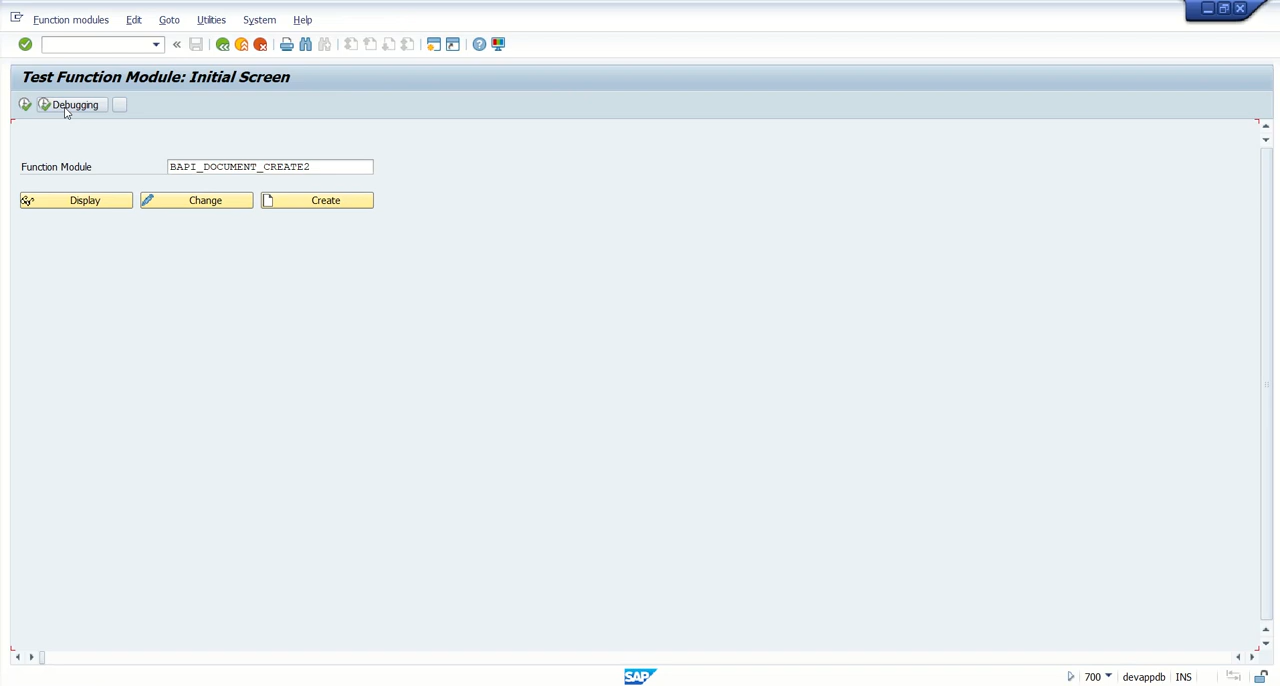 Function modules Edit Goto Utilities System Help
Test Function Module: Initial Screen
Debugging
Function Module BAPI_DOCUMENT_CREATE2
Display Change Create
SAP 700 devappdb INS